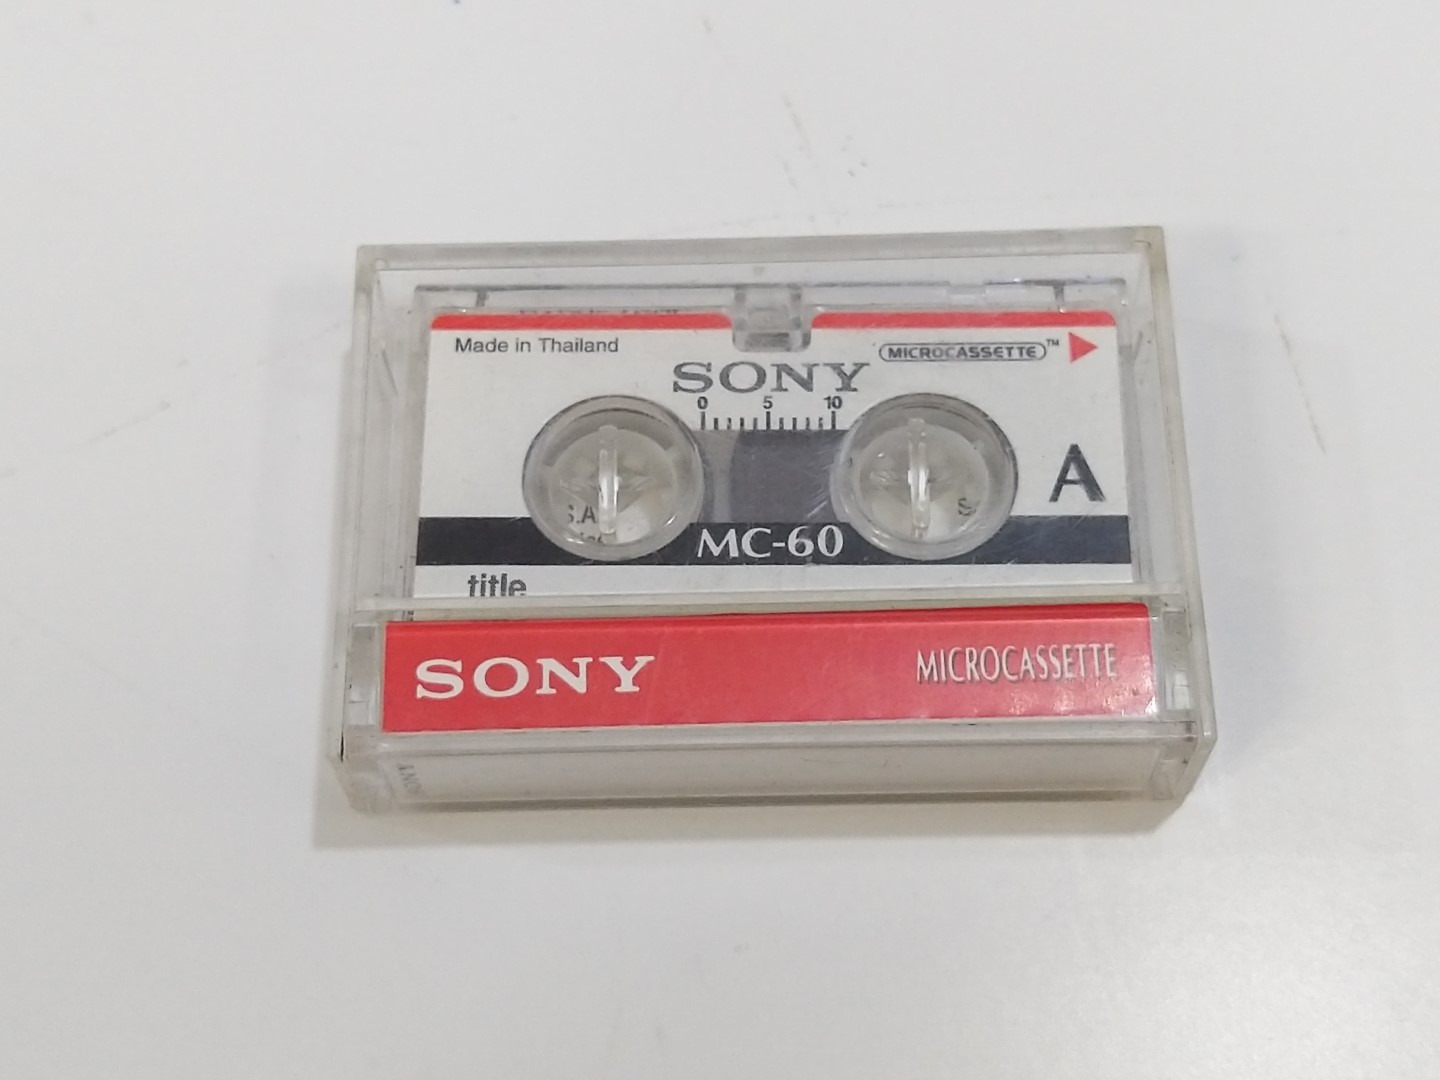 Made in Thailand
MICROCASSETTE™
SONY
0 5 10
A
S.A.
MC-60
title
SONY MICROCASSETTE